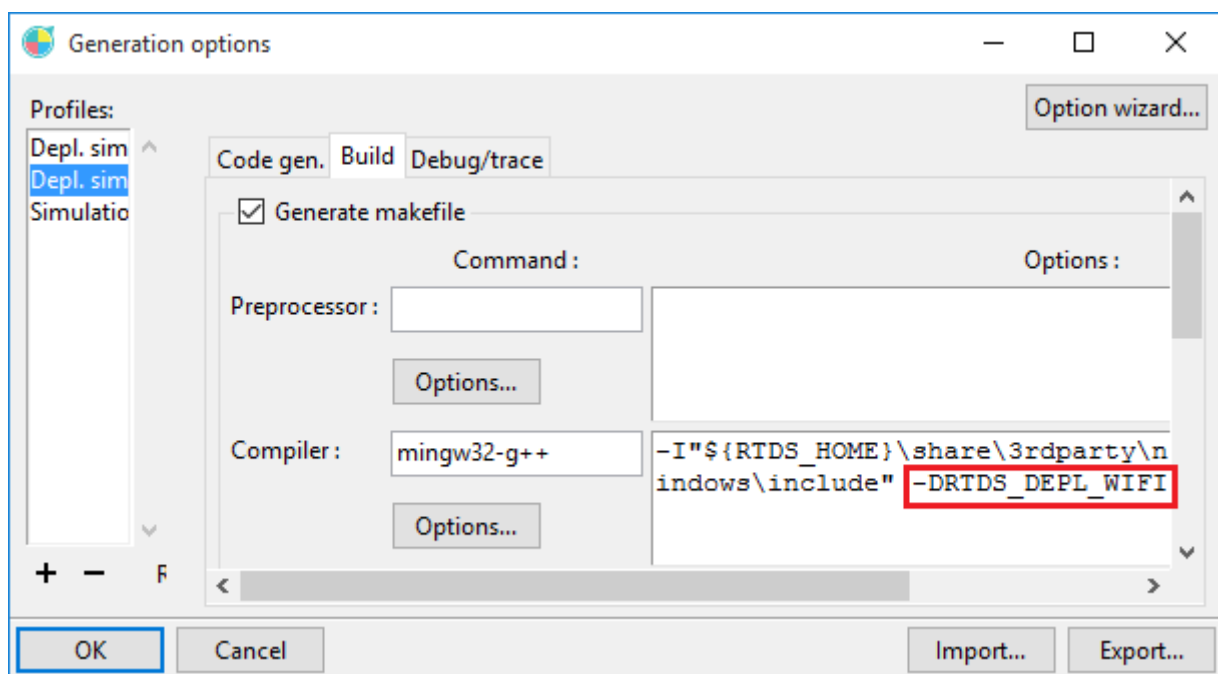 Generation options
Profiles:
Option wizard...
Depl. sim
Depl. sim
Simulatio
Code gen.
Build
Debug/trace
Generate makefile
Command :
Options :
Preprocessor :
Options...
Compiler :
mingw32-g++
-I"${RTDS_HOME}\share\3rdparty\n
indows\include" -DRTDS_DEPL_WIFI
Options...
+ −
OK
Cancel
Import...
Export...